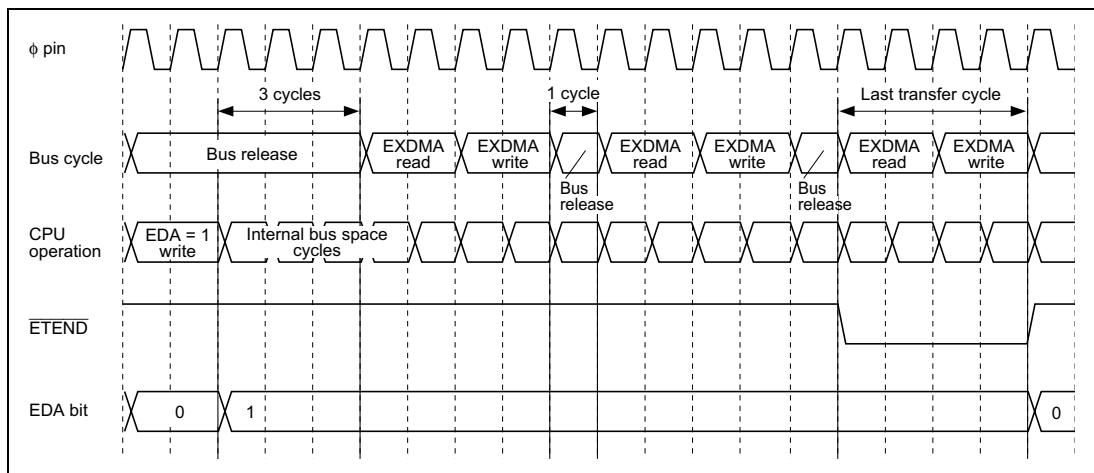 φ pin
3 cycles
1 cycle
Last transfer cycle
Bus cycle
Bus release
EXDMA
read
EXDMA
write
Bus
release
EXDMA
read
EXDMA
write
Bus
release
EXDMA
read
EXDMA
write
CPU
operation
EDA = 1
write
Internal bus space
cycles
ETEND
EDA bit
0
1
0